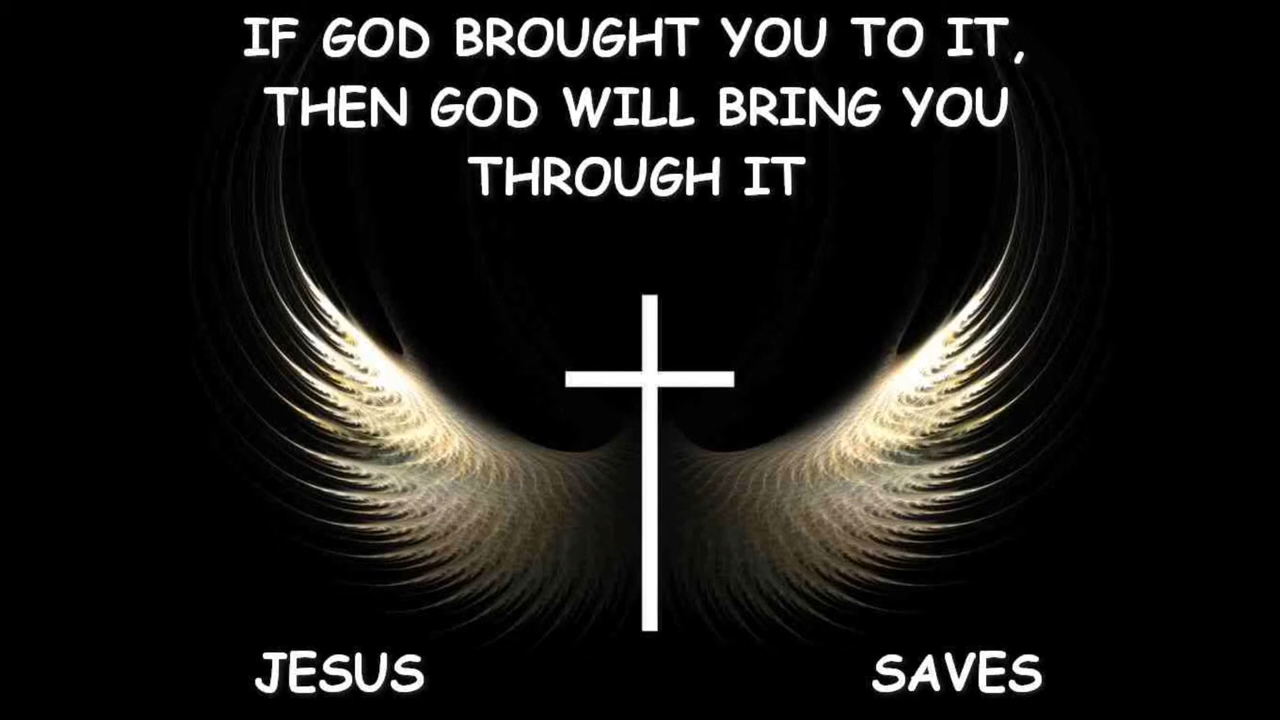 IF GOD BROUGHT YOU TO IT,
THEN GOD WILL BRING YOU
THROUGH IT
JESUS SAVES